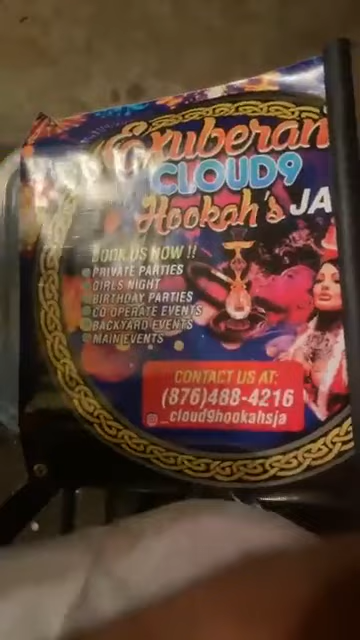 Exuberan
CLOUD9
Hookah's JA
BOOK US NOW !!
PRIVATE PARTIES
GIRLS NIGHT
BIRTHDAY PARTIES
CO-OPERATE EVENTS
BACKYARD EVENTS
MAIN EVENTS
CONTACT US AT:
(876)488-4216
_cloud9hookahsja